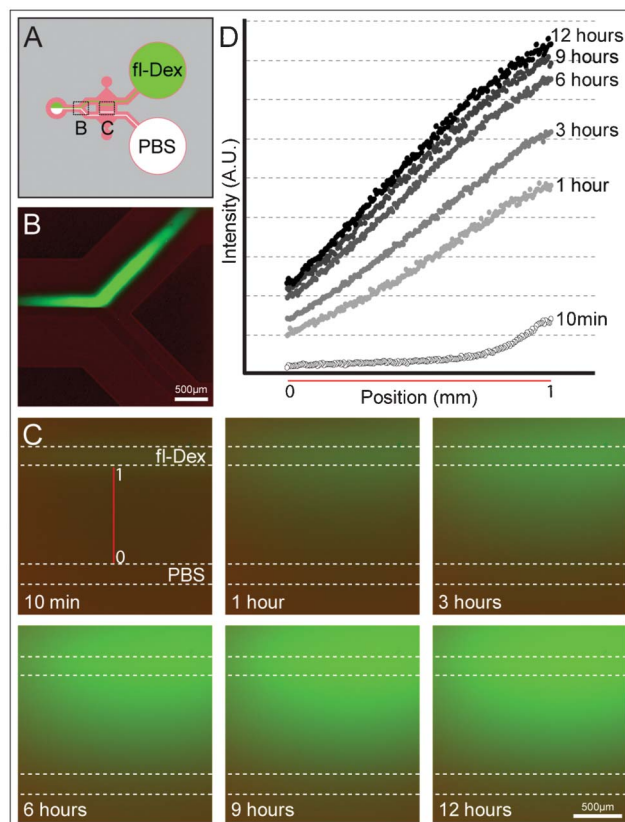 A
fl-Dex
B
C
PBS
B
500μm
D
12 hours
9 hours
6 hours
3 hours
1 hour
10min
Intensity (A.U.)
0
Position (mm)
1
C
fl-Dex
1
0
PBS
10 min
1 hour
3 hours
6 hours
9 hours
12 hours
500μm